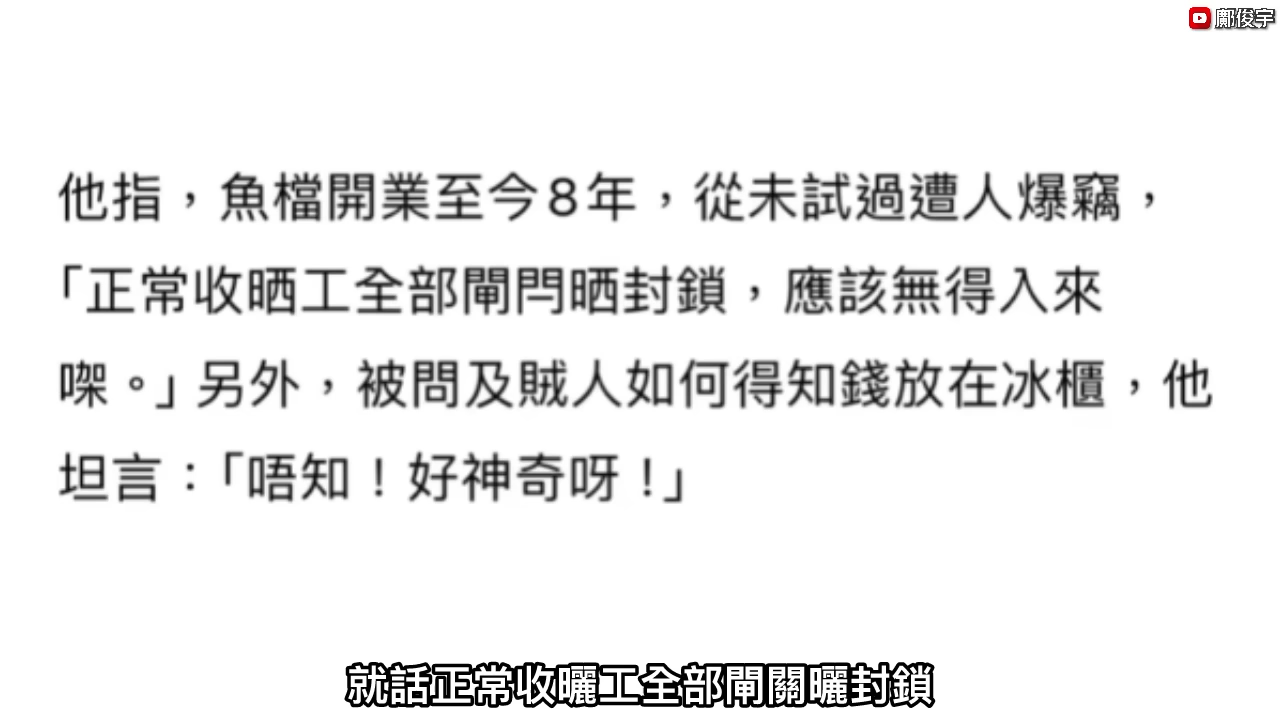 鄺俊宇
他指，魚檔開業至今8年，從未試過遭人爆竊，
「正常收晒工全部閘閂晒封鎖，應該無得入來
㗎。」另外，被問及賊人如何得知錢放在冰櫃，他
坦言：「唔知！好神奇呀！」
就話正常收曬工全部閘關曬封鎖